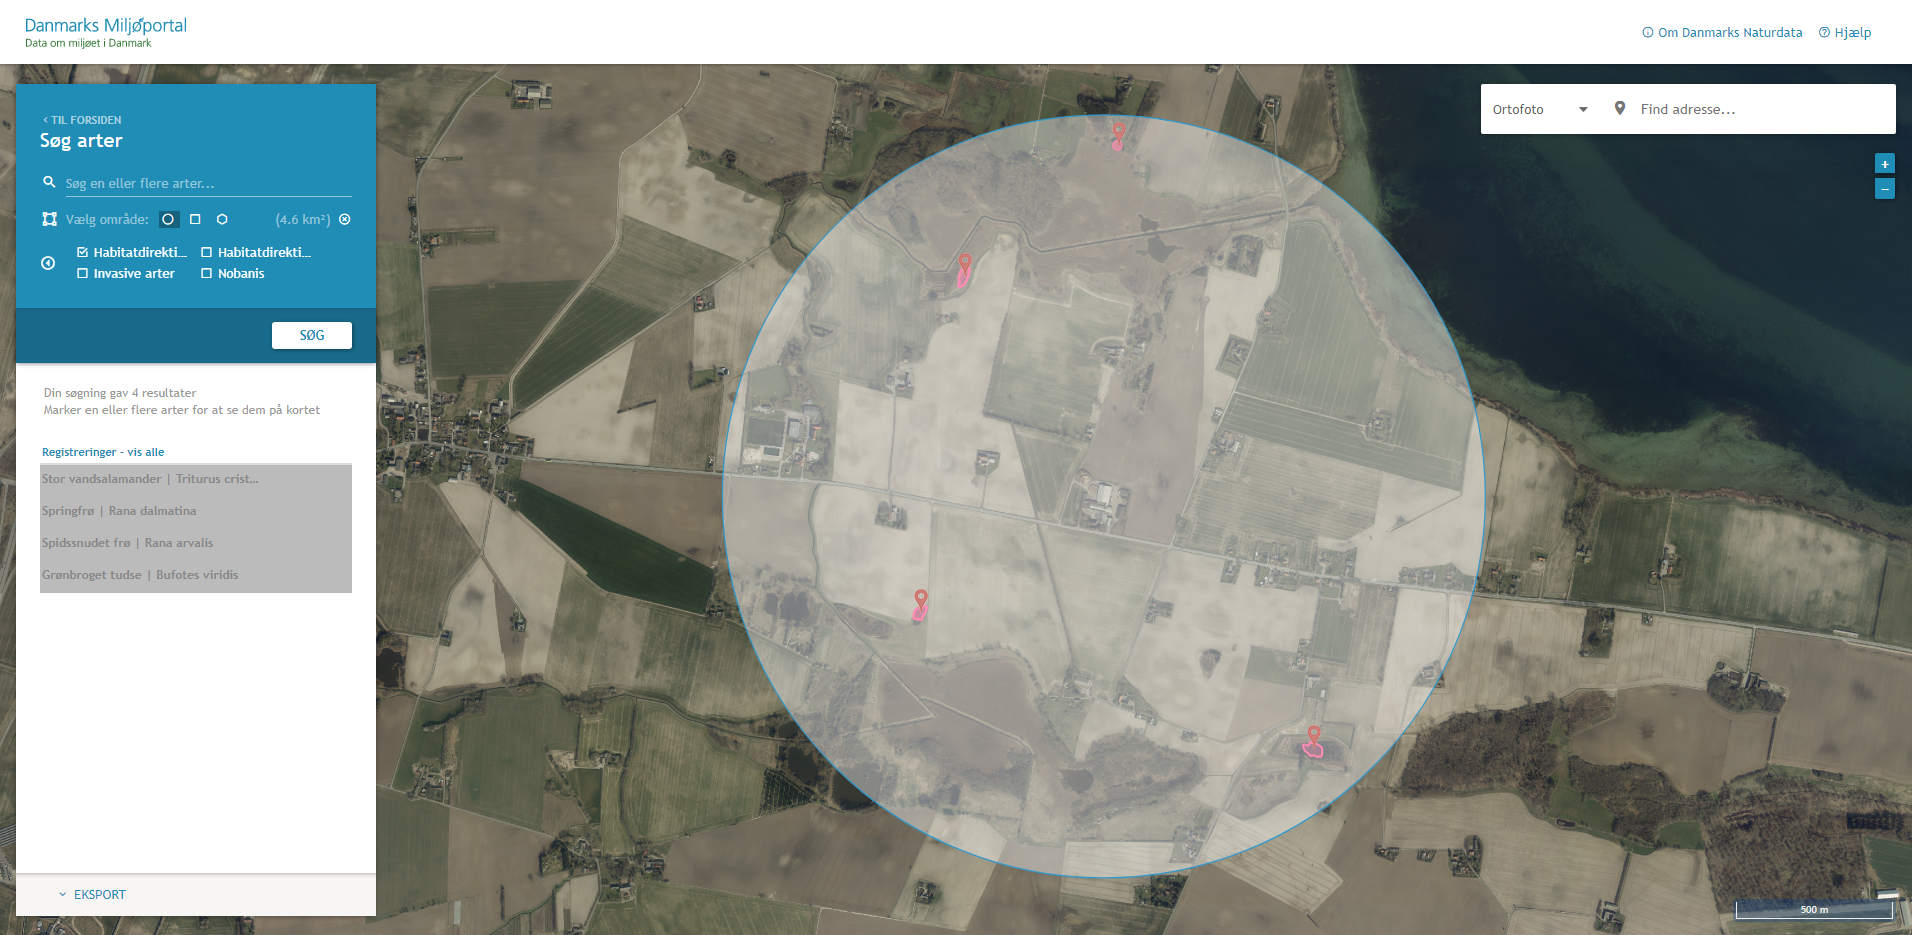 Danmarks Miljøportal
Data om miljøet i Danmark
Om Danmarks Naturdata
Hjælp
‹ TIL FORSIDEN
Søg arter
Søg en eller flere arter...
Vælg område:
(4.6 km²)
Habitatdirekti...
Habitatdirekti...
Invasive arter
Nobanis
SØG
Din søgning gav 4 resultater
Marker en eller flere arter for at se dem på kortet
Registreringer - vis alle
Stor vandsalamander | Triturus crist...
Springfrø | Rana dalmatina
Spidssnudet frø | Rana arvalis
Grønbroget tudse | Bufotes viridis
EKSPORT
Ortofoto
Find adresse...
+
–
500 m